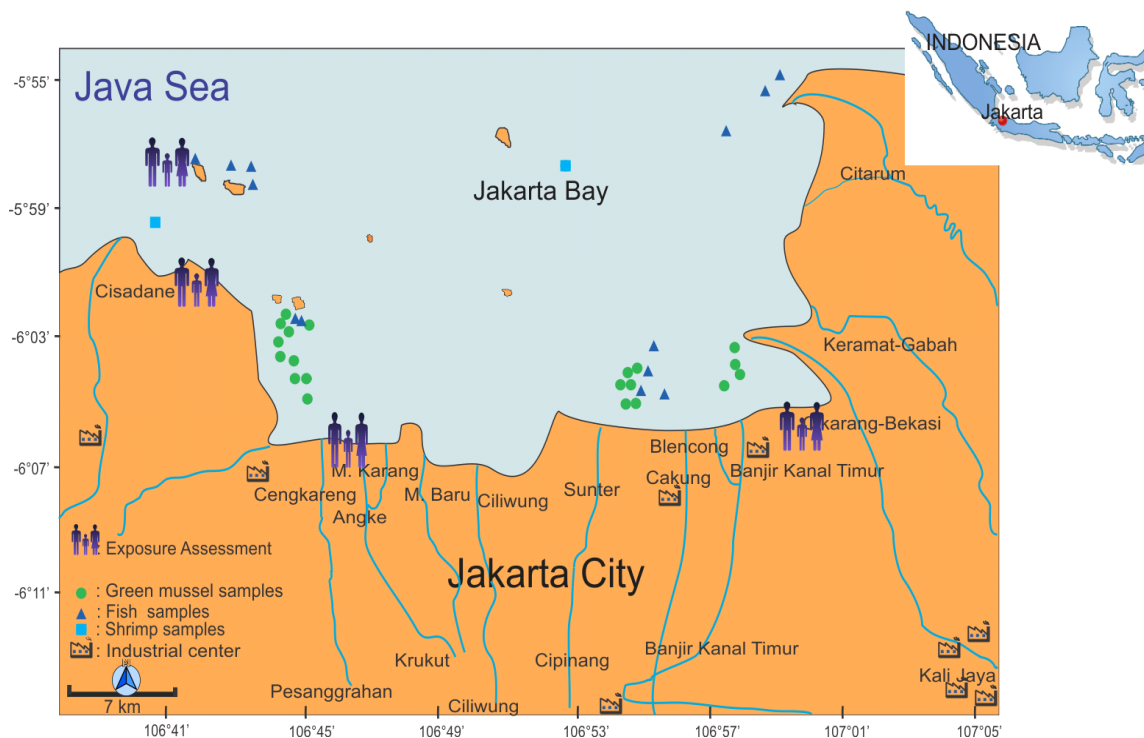 INDONESIA
Jakarta
-5°55'
Java Sea
Citarum
Jakarta Bay
-5°59'
Cisadane
-6°03'
Keramat-Gabah
Cikarang-Bekasi
Blencong
-6°07'
M. Karang
Banjir Kanal Timur
Cengkareng
M. Baru
Ciliwung
Sunter
Cakung
Angke
: Exposure Assessment
Jakarta City
-6°11'
: Green mussel samples
: Fish samples
: Shrimp samples
: Industrial center
Krukut
Cipinang
Banjir Kanal Timur
Kali Jaya
Pesanggrahan
Ciliwung
7 km
106°41'
106°45'
106°49'
106°53'
106°57'
107°01'
107°05'